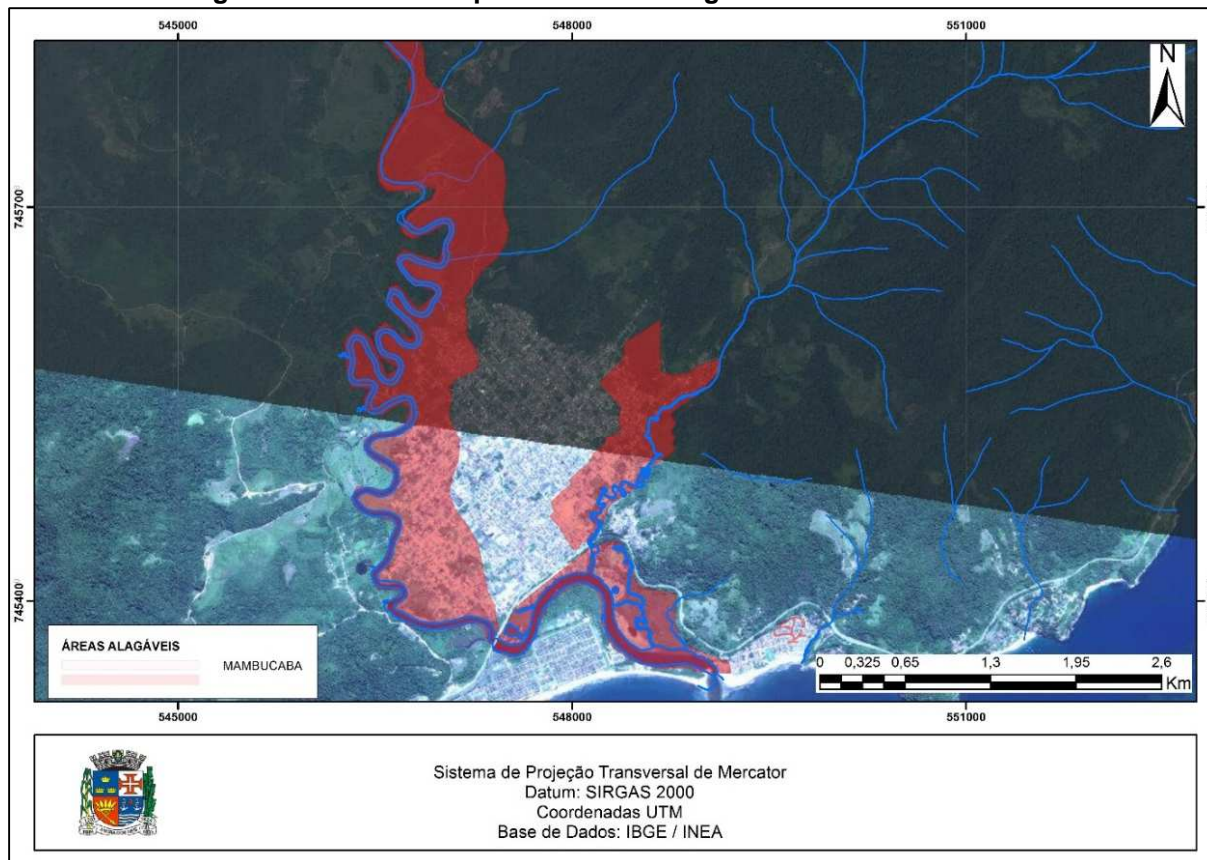 545000 548000 551000
N
745700
745400
ÁREAS ALAGÁVEIS
MAMBUCABA
0 0,325 0,65 1,3 1,95 2,6
Km
545000 548000 551000
Sistema de Projeção Transversal de Mercator
Datum: SIRGAS 2000
Coordenadas UTM
Base de Dados: IBGE / INEA